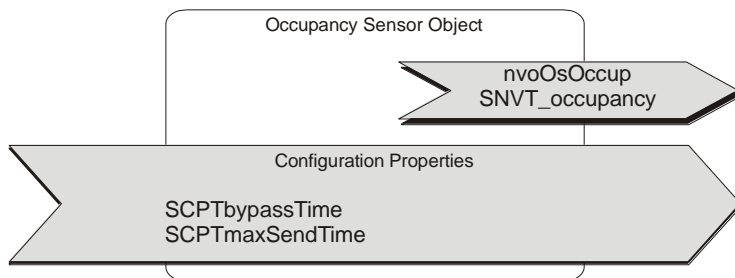 Occupancy Sensor Object
nvoOsOccup
SNVT_occupancy
Configuration Properties
SCPTbypassTime
SCPTmaxSendTime